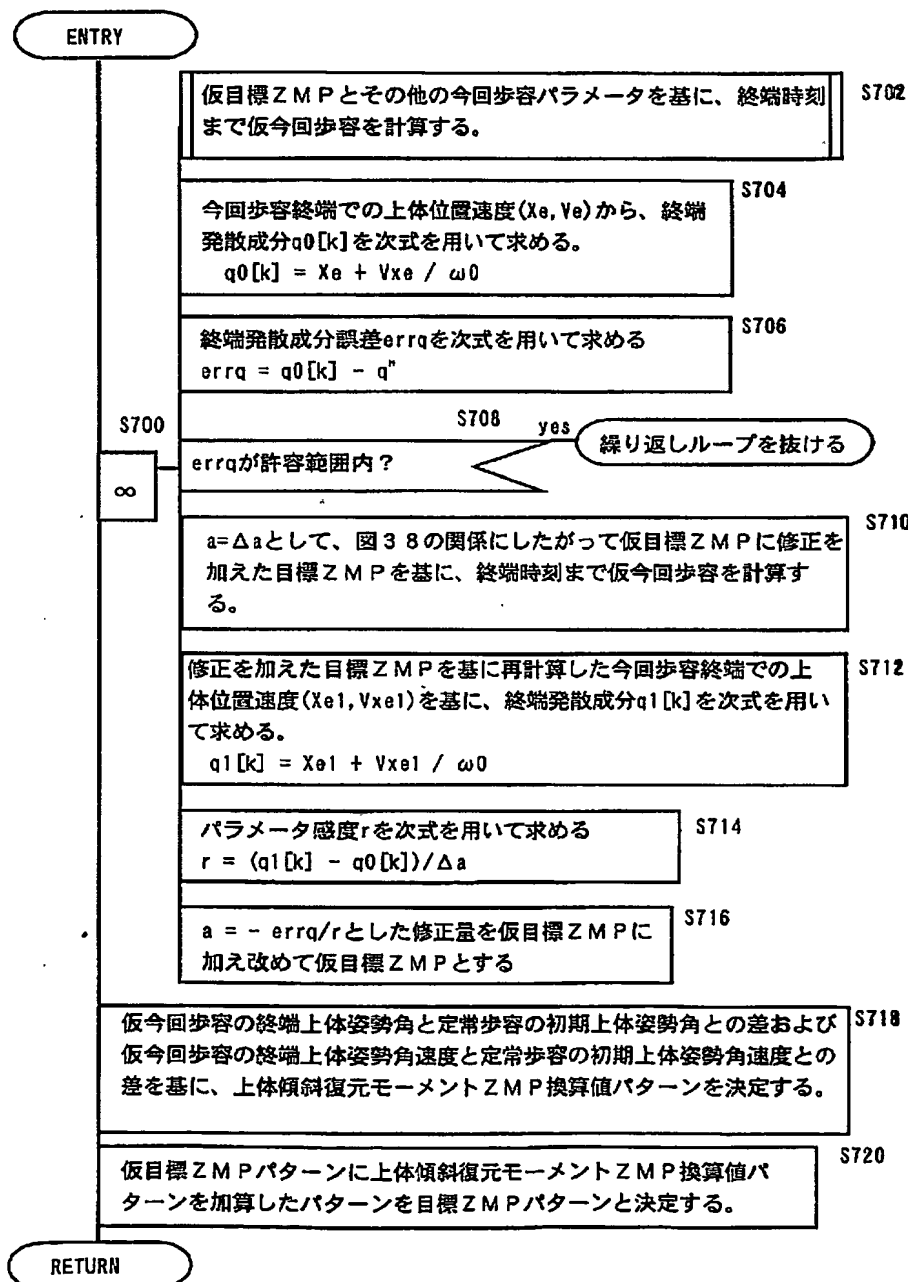 ENTRY
仮目標ZMPとその他の今回歩容パラメータを基に、終端時刻
まで仮今回歩容を計算する。
S702
S704
今回歩容終端での上体位置速度(Xe,Ve)から、終端
発散成分q0[k]を次式を用いて求める。
q0[k] = Xe + Vxe / ω0
S706
終端発散成分誤差errqを次式を用いて求める
errq = q0[k] - q"
S700
∞
S708
errqが許容範囲内?
yes
繰り返しループを抜ける
S710
a=Δaとして、図38の関係にしたがって仮目標ZMPに修正を
加えた目標ZMPを基に、終端時刻まで仮今回歩容を計算す
る。
S712
修正を加えた目標ZMPを基に再計算した今回歩容終端での上
体位置速度(Xe1,Vxe1)を基に、終端発散成分q1[k]を次式を用い
て求める。
q1[k] = Xe1 + Vxe1 / ω0
S714
パラメータ感度rを次式を用いて求める
r = (q1[k] - q0[k])/Δa
S716
a = - errq/rとした修正量を仮目標ZMPに
加え改めて仮目標ZMPとする
S718
仮今回歩容の終端上体姿勢角と定常歩容の初期上体姿勢角との差および
仮今回歩容の終端上体姿勢角速度と定常歩容の初期上体姿勢角速度との
差を基に、上体傾斜復元モーメントZMP換算値パターンを決定する。
S720
仮目標ZMPパターンに上体傾斜復元モーメントZMP換算値パ
ターンを加算したパターンを目標ZMPパターンと決定する。
RETURN